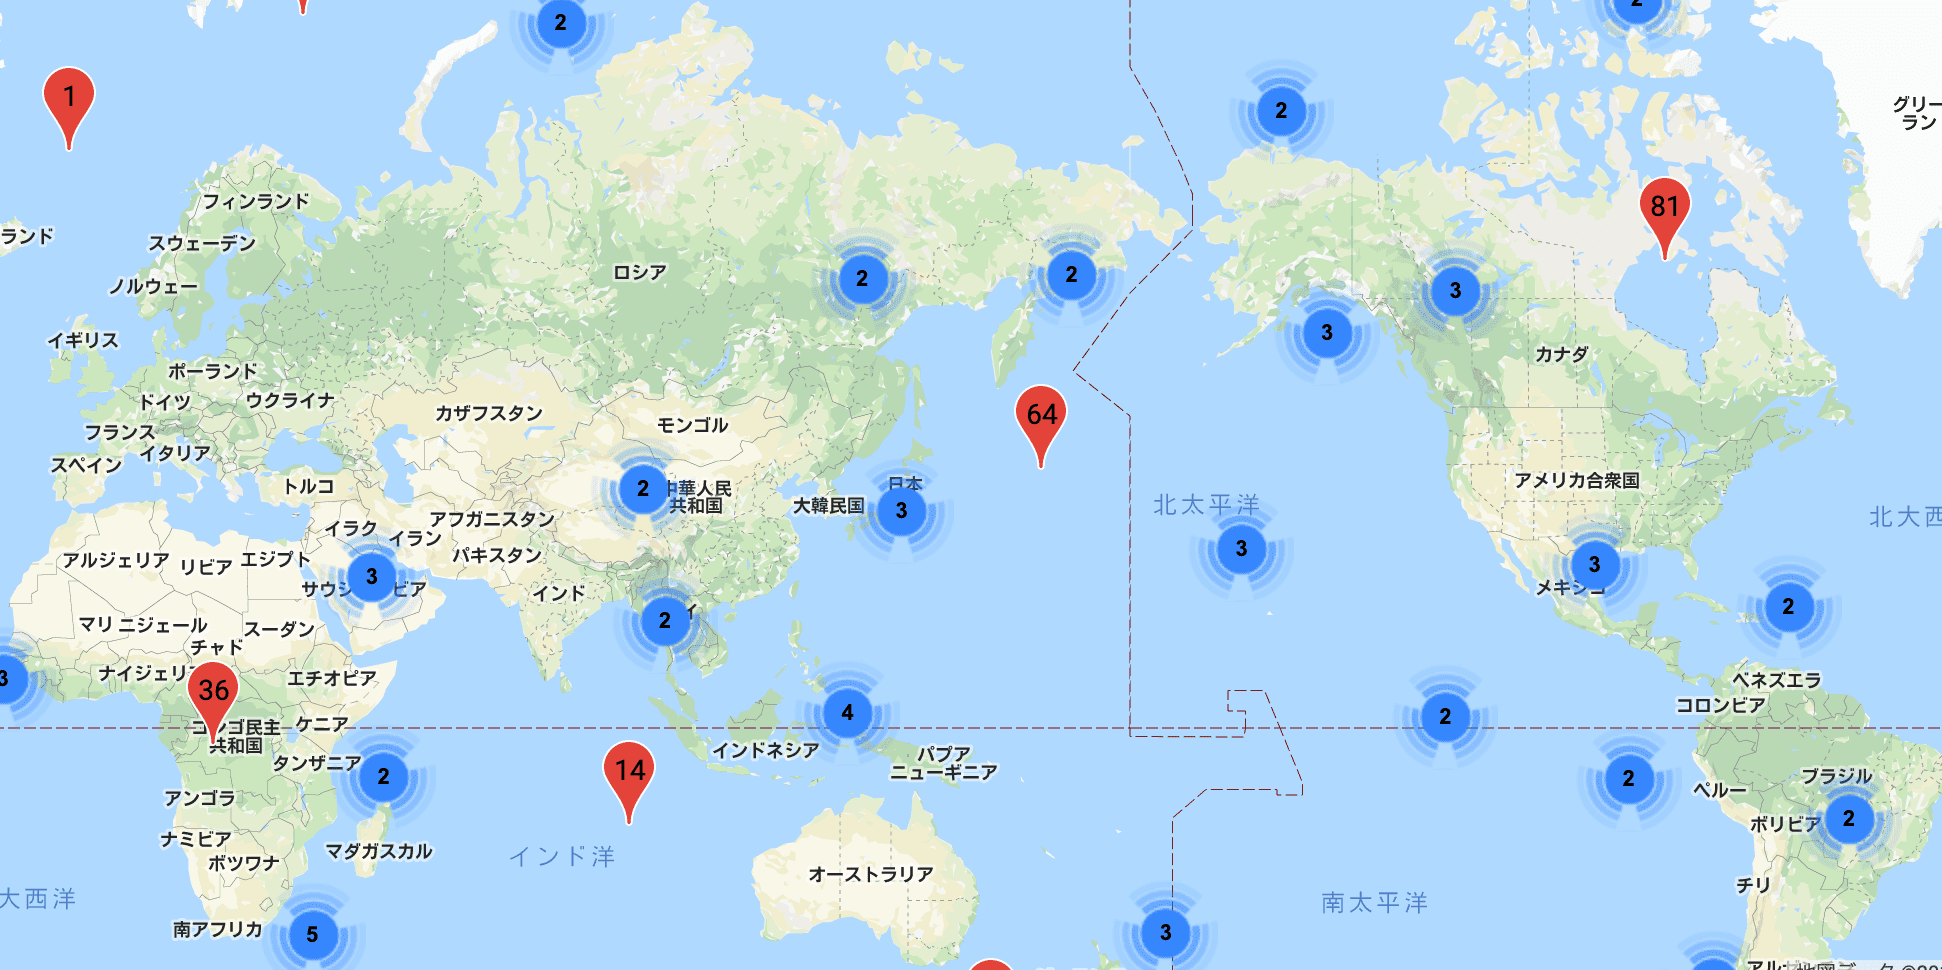 2
2
1
2
グリー
ラン
フィンランド
81
ランド
スウェーデン
ロシア
2
2
ノルウェー
3
3
イギリス
カナダ
ポーランド
ドイツ
ウクライナ
カザフスタン
64
モンゴル
フランス
イタリア
スペイン
アメリカ合衆国
トルコ
2
中華人民
共和国
日本
大韓民国
3
北太平洋
北大西
アフガニスタン
イラク
イラン
パキスタン
3
アルジェリア
リビア
エジプト
3
サウジ
ビア
インド
3
メキシコ
2
2
イ
マリ
ニジェール
スーダン
チャド
ナイジェリ
エチオピア
3
36
ベネズエラ
コロンビア
4
2
コンゴ民主
共和国
ケニア
タンザニア
インドネシア
パプア
ニューギニア
2
14
2
ブラジル
ペルー
アンゴラ
ボリビア
2
ナミビア
ボツワナ
マダガスカル
インド洋
オーストラリア
チリ
大西洋
南太平洋
南アフリカ
5
3